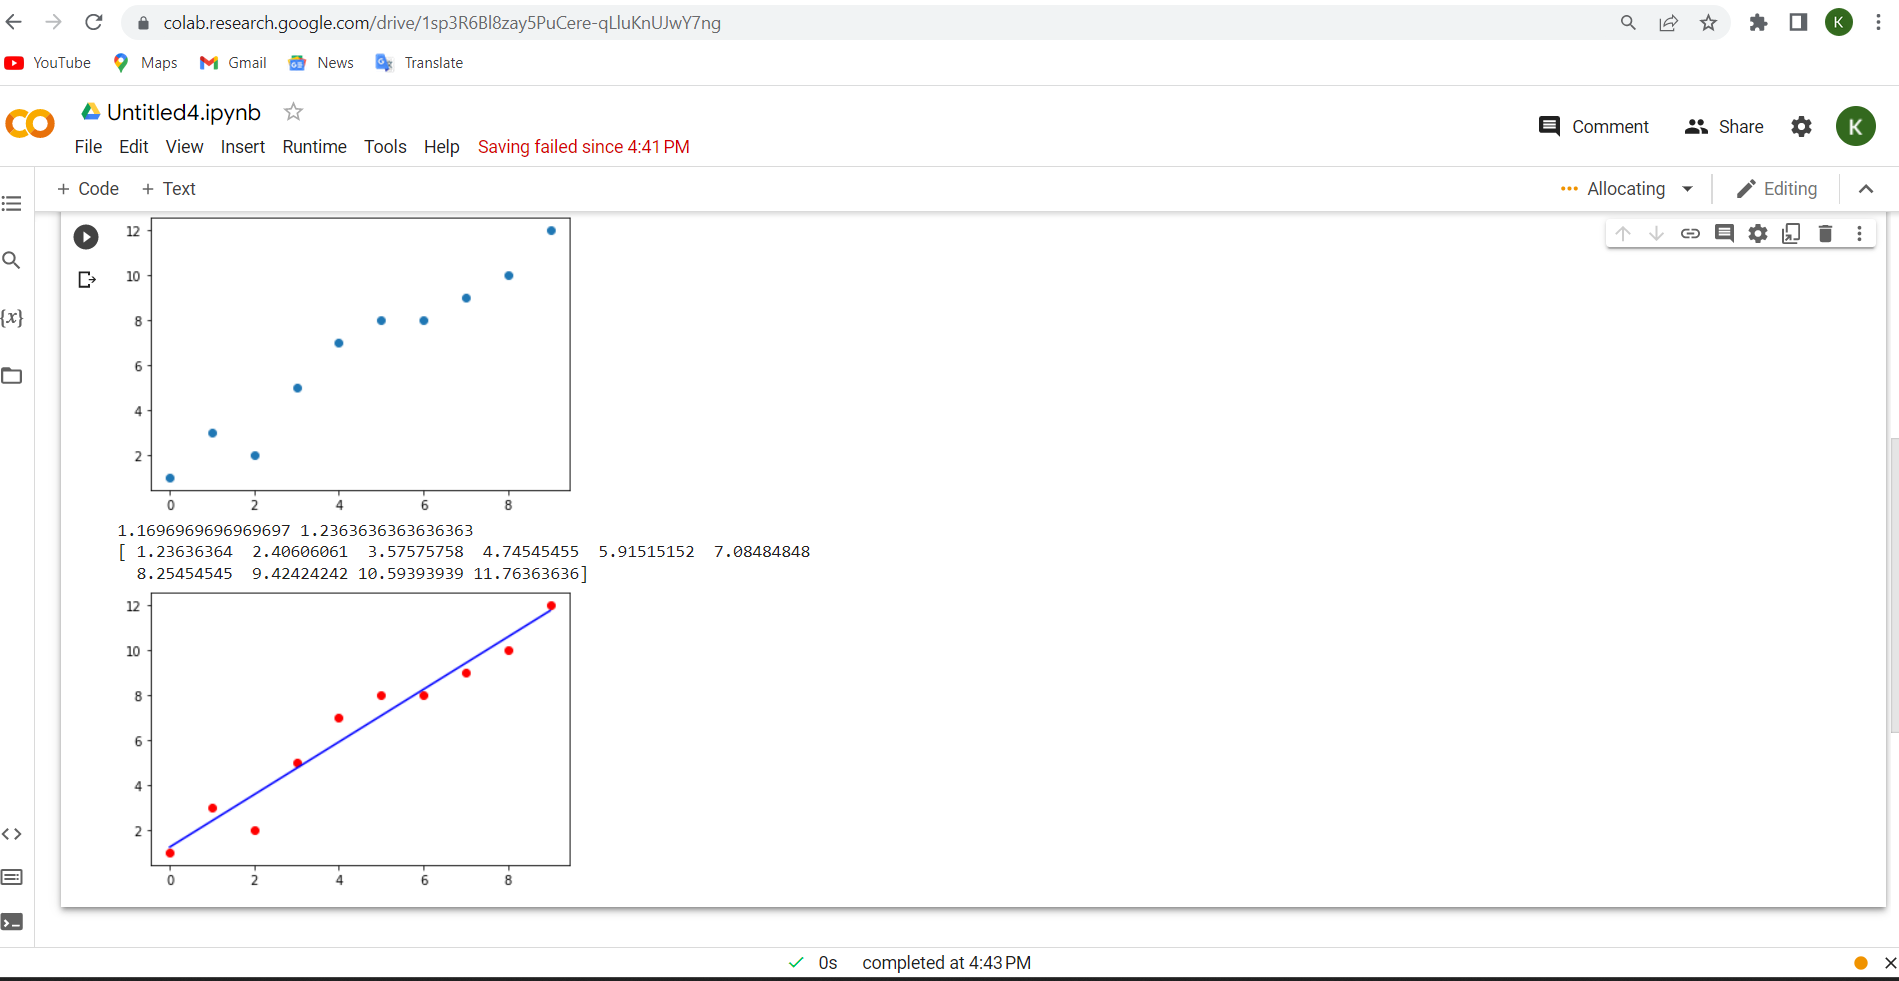 colab.research.google.com/drive/1sp3R6Bl8zay5PuCere-qLluKnUJwY7ng
K
YouTube Maps Gmail News Translate
Untitled4.ipynb
File Edit View Insert Runtime Tools Help Saving failed since 4:41 PM
Comment Share K
+ Code + Text
Allocating Editing
{x}
12
10
8
6
4
2
0 2 4 6 8
1.1696969696969697 1.2363636363636363
[ 1.23636364 2.40606061 3.57575758 4.74545455 5.91515152 7.08484848
8.25454545 9.42424242 10.59393939 11.76363636]
12
10
8
6
4
2
0 2 4 6 8
0s completed at 4:43 PM